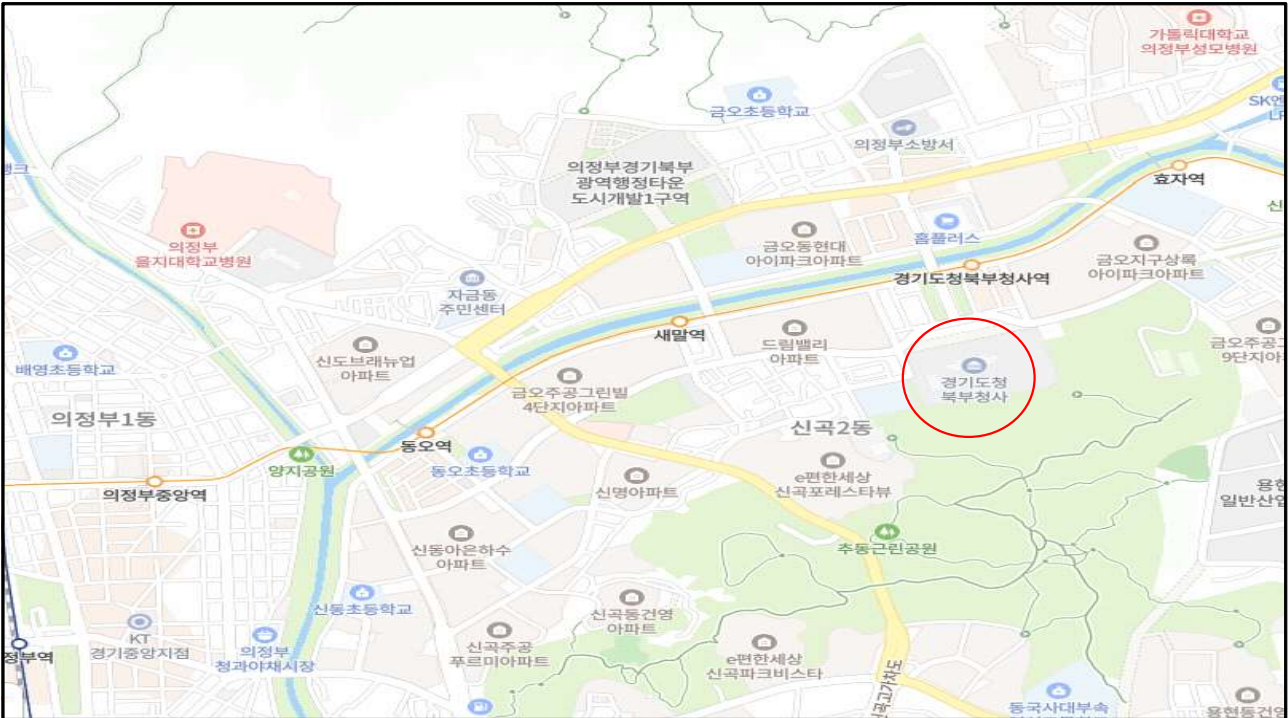 가톨릭대학교
의정부성모병원
금오초등학교
의정부소방서
의정부경기북부
광역행정타운
도시개발1구역
효자역
의정부
을지대학교병원
금오동현대
아이파크아파트
홈플러스
금오지구상록
아이파크아파트
자금동
주민센터
경기도청북부청사역
새말역
드림밸리
아파트
신도브래뉴업
아파트
배영초등학교
경기도청
북부청사
금오주공그린빌
4단지아파트
의정부1동
신곡2동
동오역
양지공원
동오초등학교
의정부중앙역
신명아파트
e편한세상
신곡포레스타뷰
일반산업
추동근린공원
신동아은하수
아파트
신동초등학교
신곡동건영
아파트
KT
경기중앙지점
의정부
청과야채시장
신곡주공
푸르미아파트
e편한세상
신곡파크비스타
신곡고가차도
동국사대부속
정부역